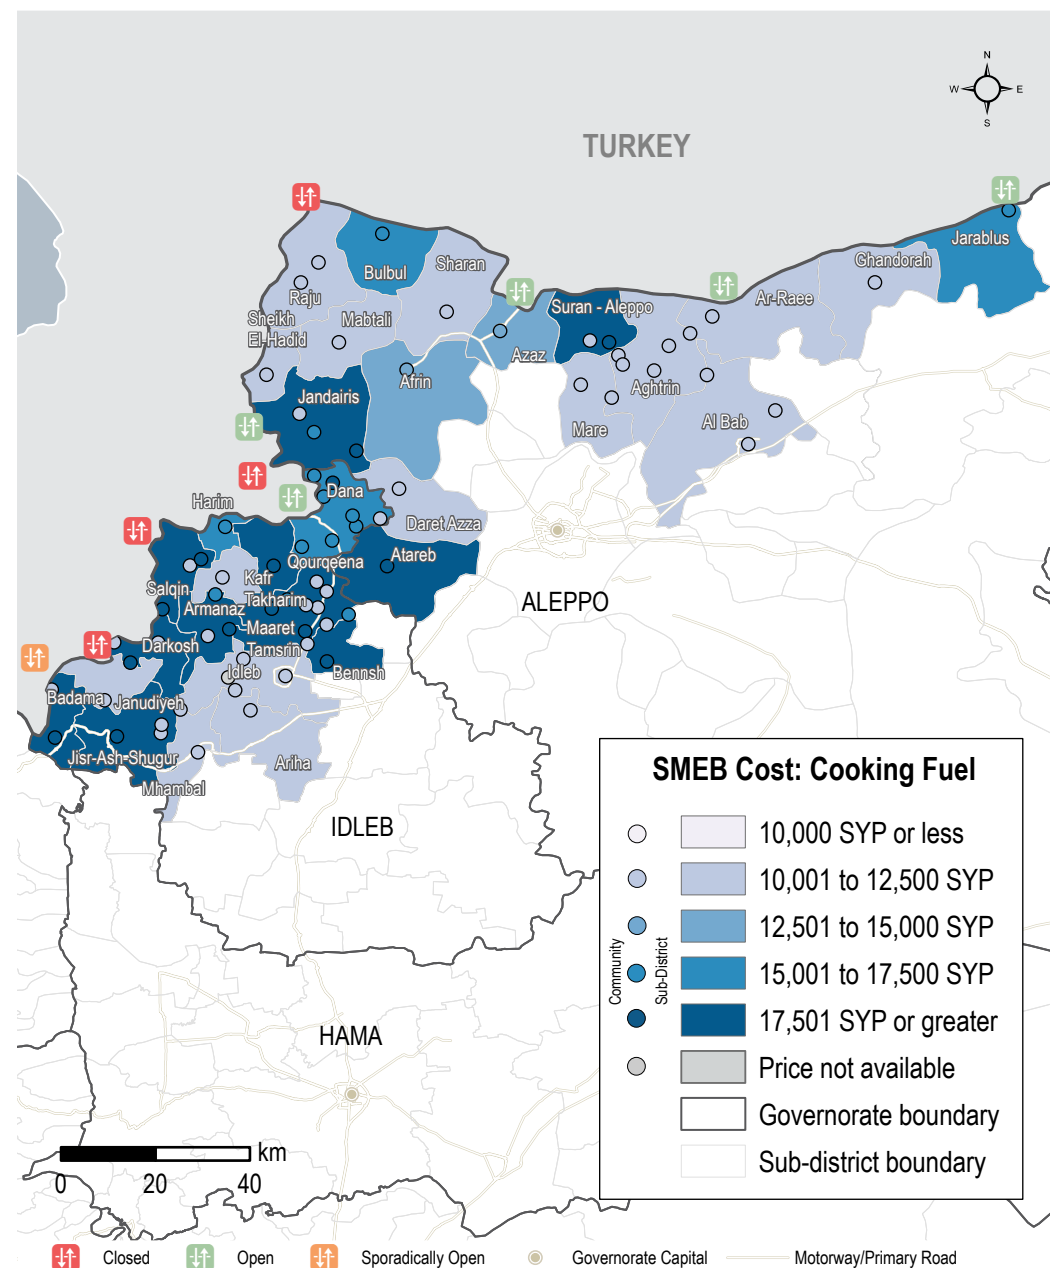 N
W E
S
TURKEY
Jarablus
Ghandorah
Sharan
Bulbul
Raju
Ar-Raee
Suran - Aleppo
Sheikh
El-Hadid
Mabtali
Azaz
Afrin
Aghtrin
Jandairis
Al Bab
Mare
Dana
Harim
Daret Azza
Atareb
Qourqeena
Kafr
Takharim
Salqin
Armanaz
ALEPPO
Maaret
Tamsrin
Darkosh
Idleb
Bennsh
Badama
Janudiyeh
Jisr-Ash-Shugur
Ariha
Mhambal
IDLEB
HAMA
SMEB Cost: Cooking Fuel
Community
Sub-District
10,000 SYP or less
10,001 to 12,500 SYP
12,501 to 15,000 SYP
15,001 to 17,500 SYP
17,501 SYP or greater
Price not available
Governorate boundary
Sub-district boundary
km
0 20 40
Closed Open Sporadically Open Governorate Capital Motorway/Primary Road